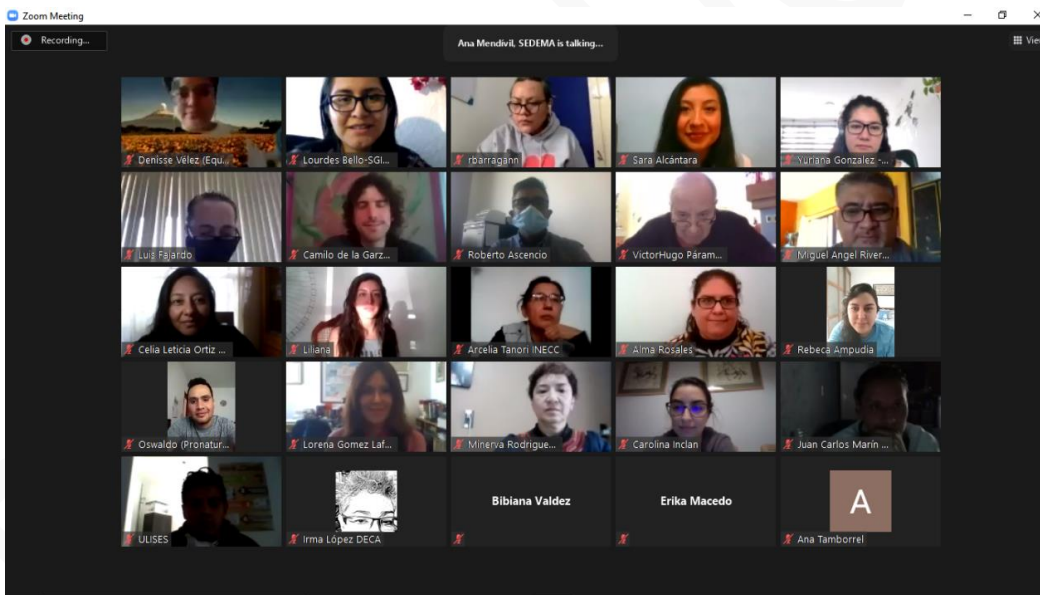 Zoom Meeting
Recording...
Ana Mendívil, SEDEMA is talking...
View
Denisse Vélez (Equ...
Lourdes Bello-SGI...
rbarragann
Sara Alcántara
Yuriana Gonzalez -...
Luis Fajardo
Camilo de la Garz...
Roberto Ascencio
VictorHugo Páram...
Miguel Angel River...
Celia Leticia Ortiz ...
Liliana
Arcelia Tanori INECC
Alma Rosales
Rebeca Ampudia
Oswaldo (Pronatur...
Lorena Gomez Laf...
Minerva Rodrigue...
Carolina Inclan
Juan Carlos Marín ...
ULISES
Irma López DECA
Bibiana Valdez
Erika Macedo
A
Ana Tamborrel